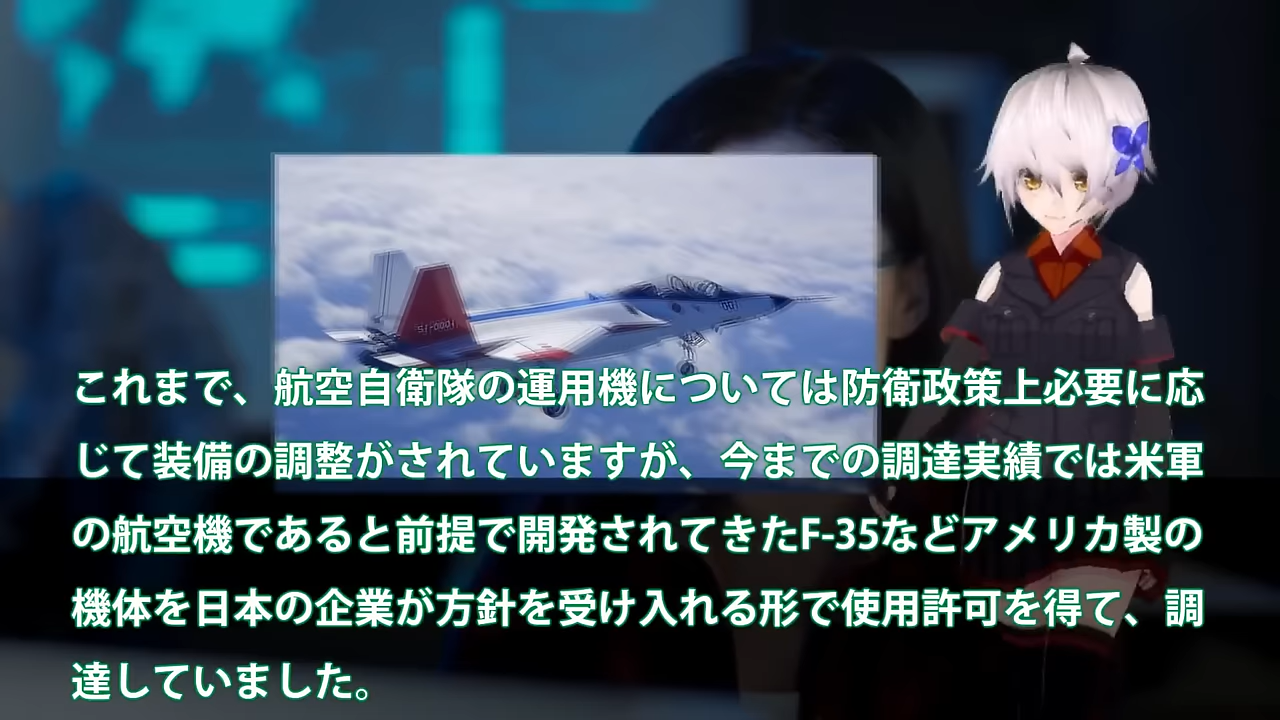 51-0001
001
これまで、航空自衛隊の運用機については防衛政策上必要に応
じて装備の調整がされていますが、今までの調達実績では米軍
の航空機であると前提で開発されてきたF-35などアメリカ製の
機体を日本の企業が方針を受け入れる形で使用許可を得て、調
達していました。